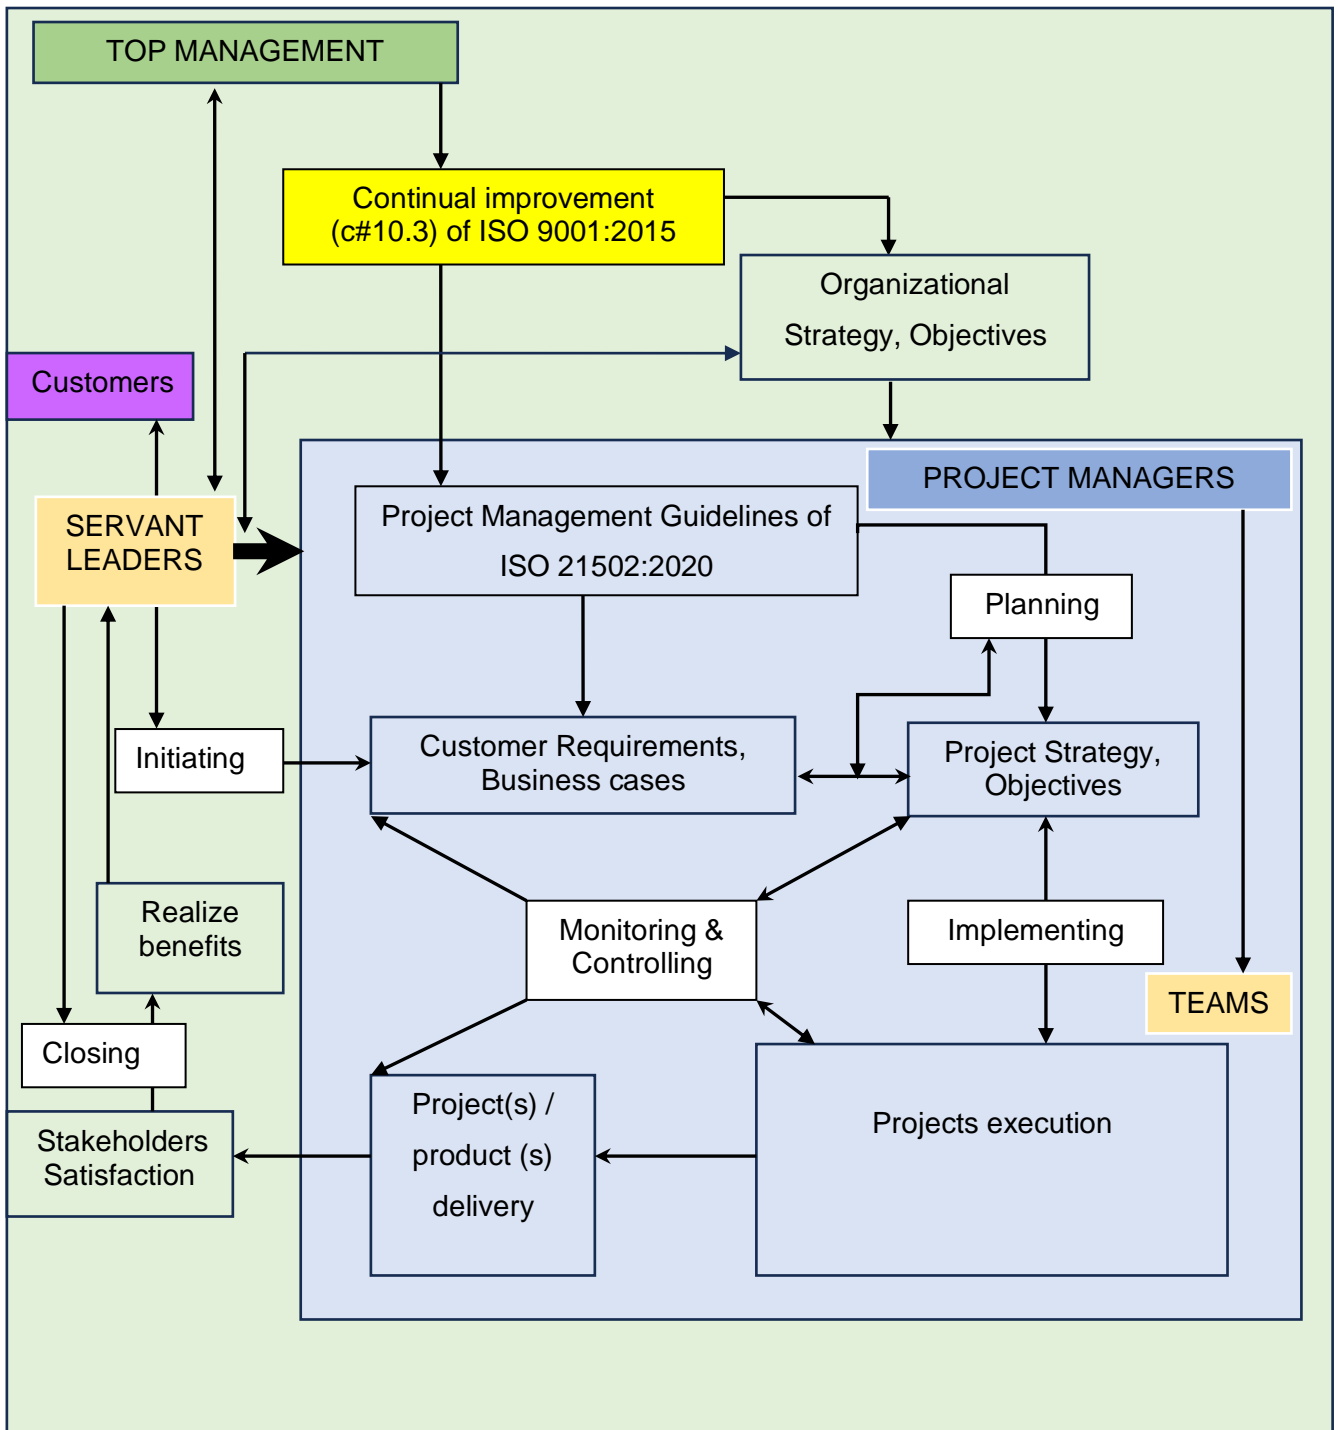 TOP MANAGEMENT
Continual improvement
(c#10.3) of ISO 9001:2015
Organizational
Strategy, Objectives
Customers
PROJECT MANAGERS
SERVANT
LEADERS
Project Management Guidelines of
ISO 21502:2020
Planning
Initiating
Customer Requirements,
Business cases
Project Strategy,
Objectives
Realize
benefits
Monitoring &
Controlling
Implementing
TEAMS
Closing
Project(s) /
product (s)
delivery
Projects execution
Stakeholders
Satisfaction